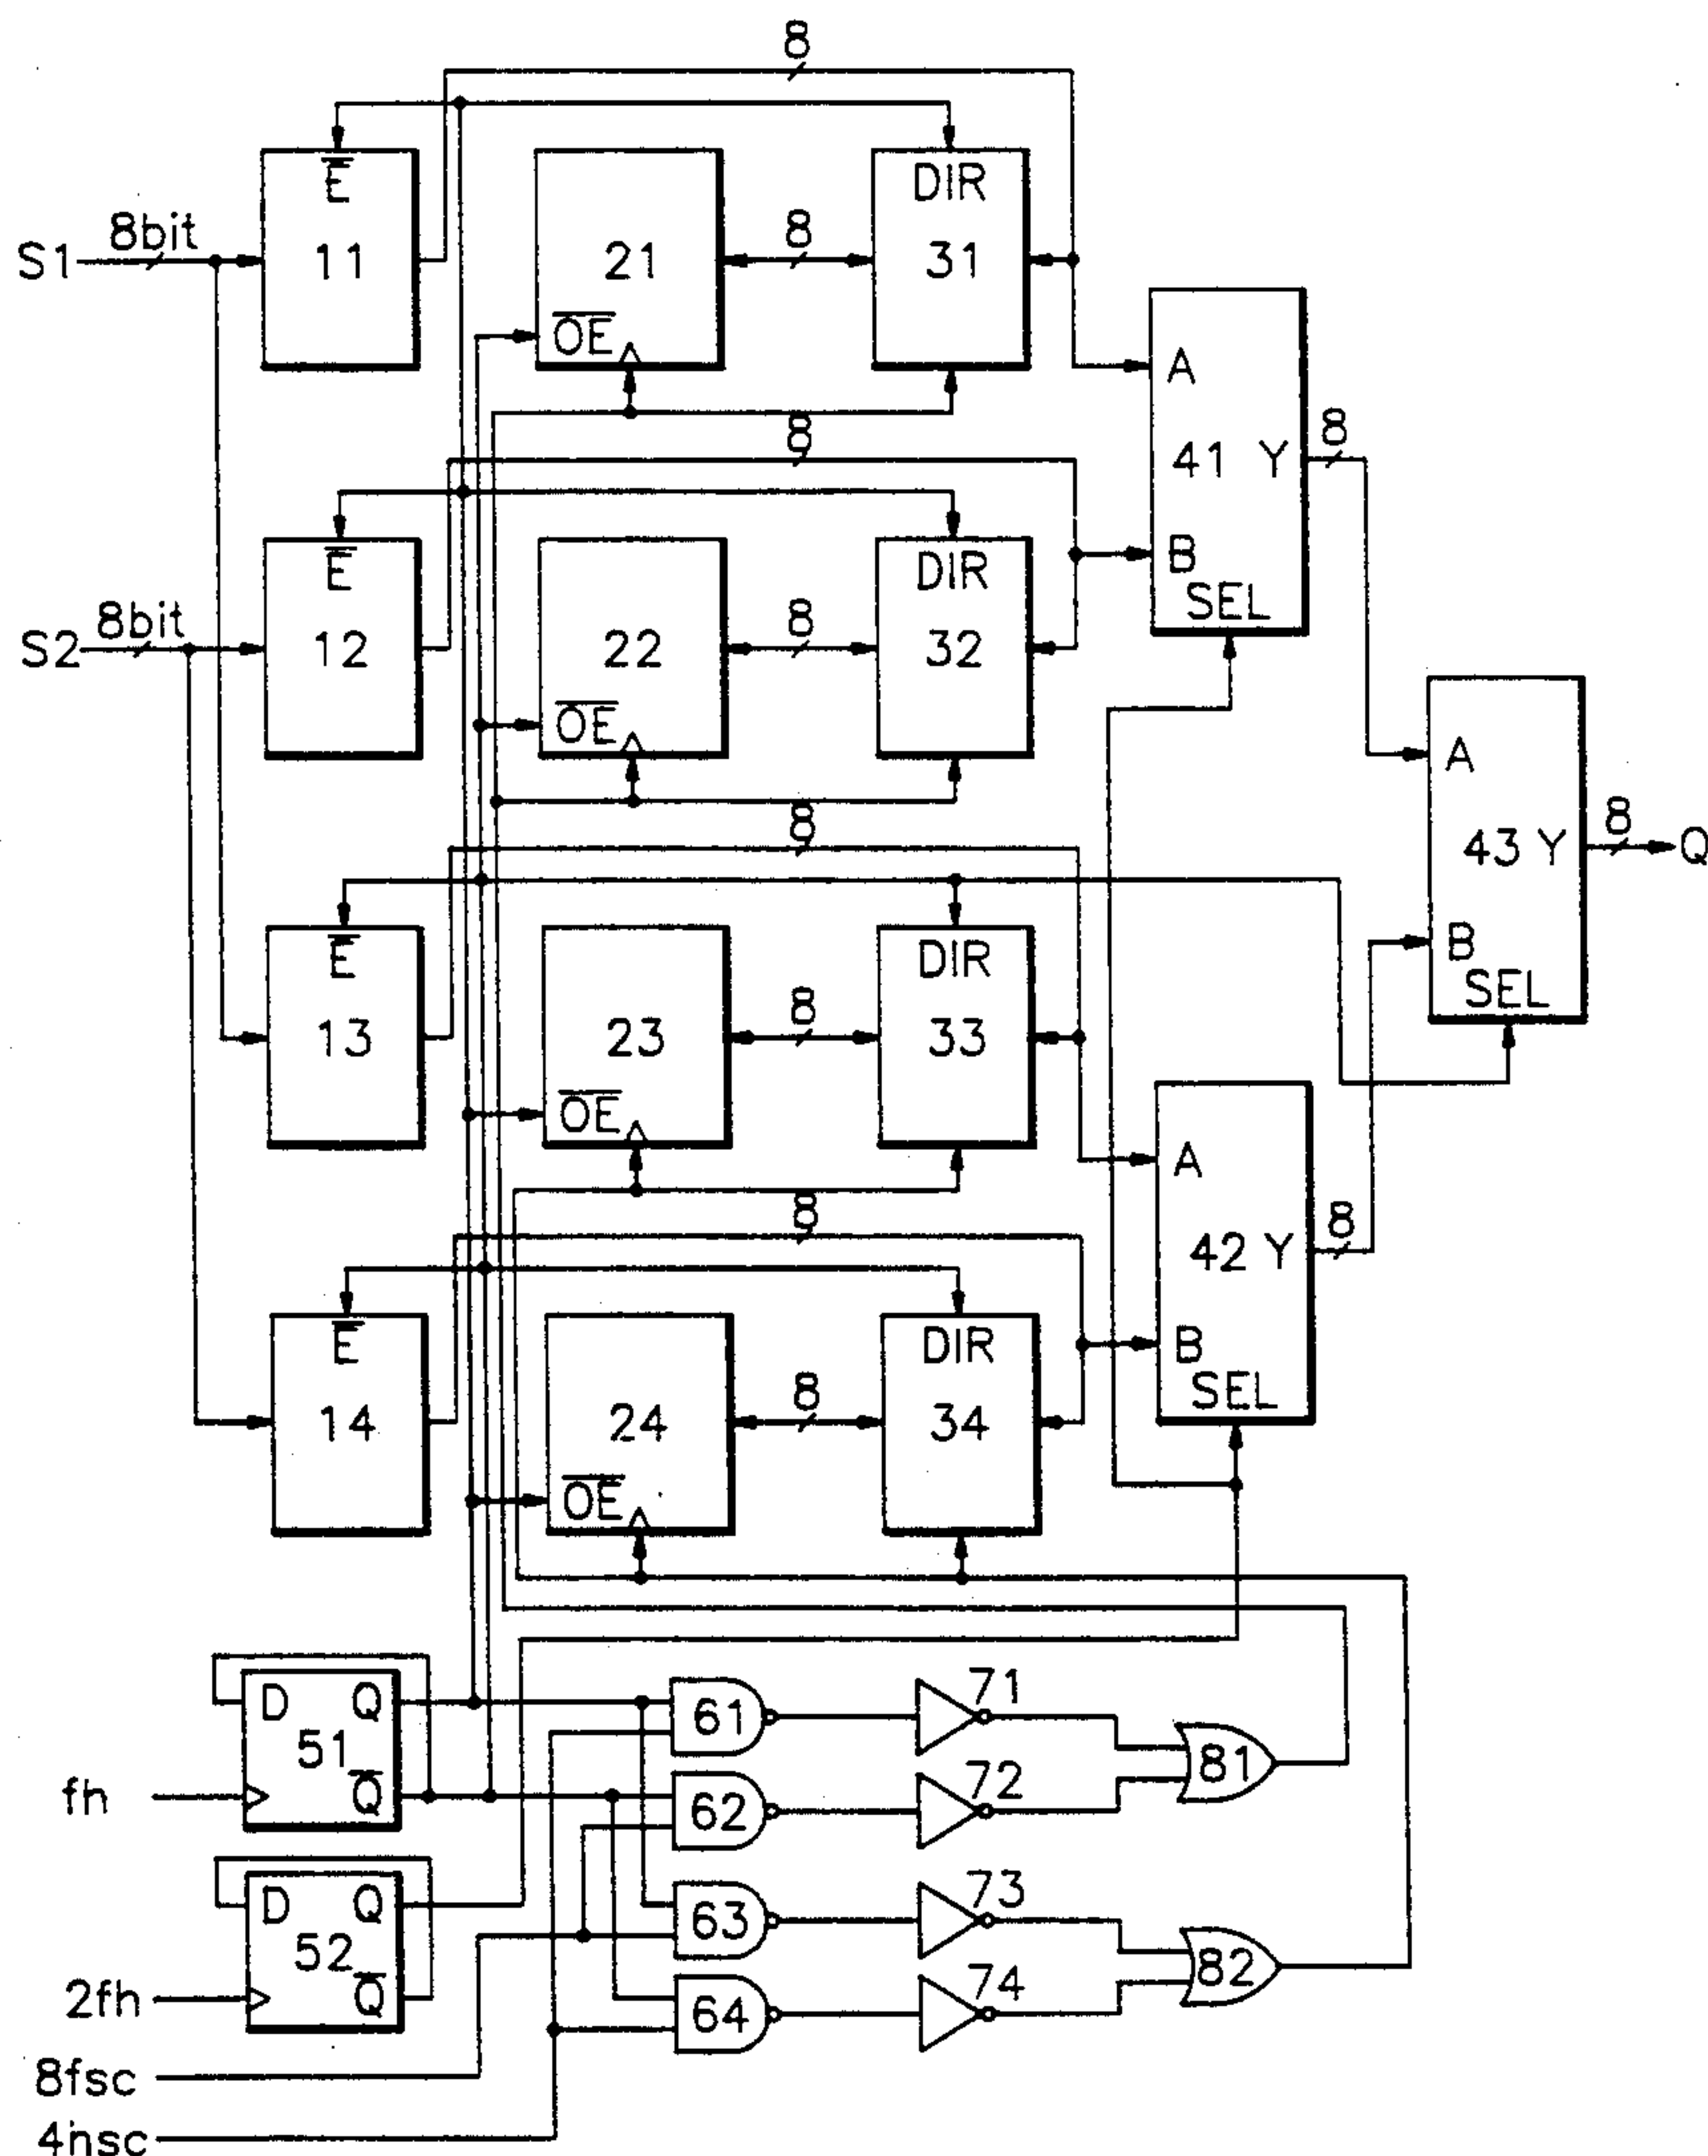 8
E
DIR
S1
8bit
11
21
8
31
OE
A
8
41
Y
8
E
DIR
B
SEL
S2
8bit
12
22
8
32
OE
A
8
43
Y
8
Q
E
DIR
B
SEL
13
23
8
33
OE
A
8
42
Y
8
E
DIR
B
SEL
14
24
8
34
OE
D
Q
51
Q
fh
61
71
62
72
81
D
Q
52
Q
2fh
63
73
64
74
82
8fsc
4nsc